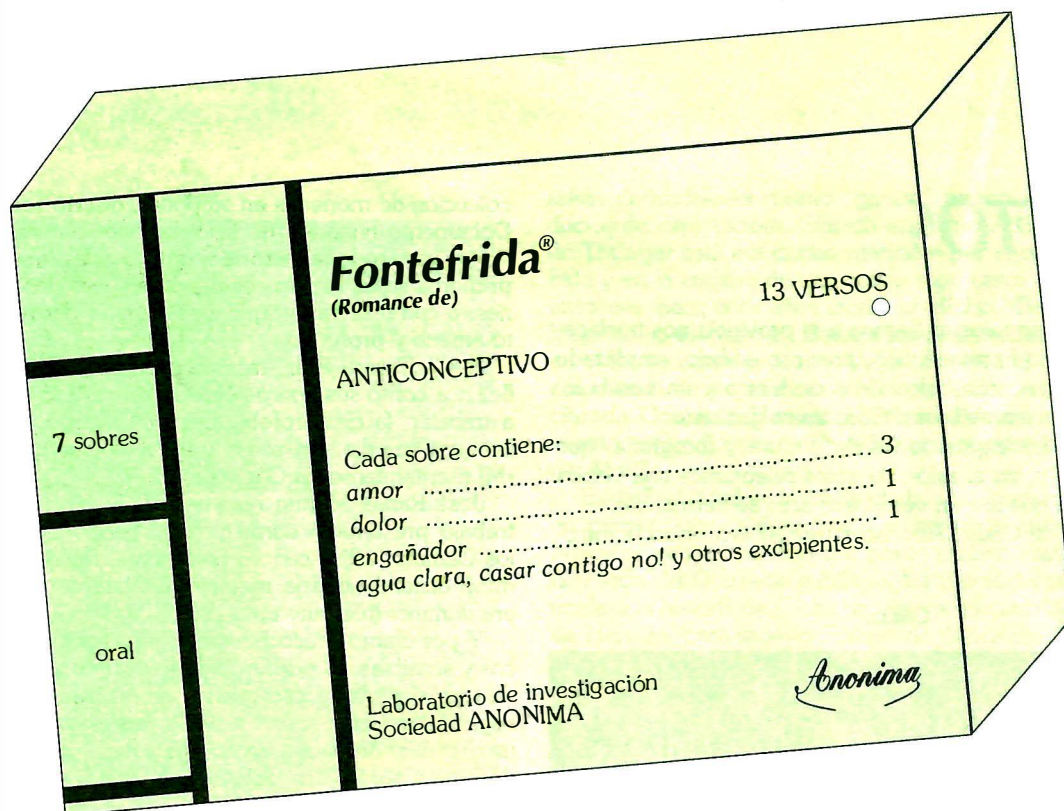 Fontefrida®
(Romance de)
13 VERSOS
ANTICONCEPTIVO
7 sobres
Cada sobre contiene:
amor .......................................................... 3
dolor .......................................................... 1
engañador .................................................. 1
agua clara, casar contigo no! y otros excipientes.
oral
Laboratorio de investigación
Sociedad ANONIMA
Anonima